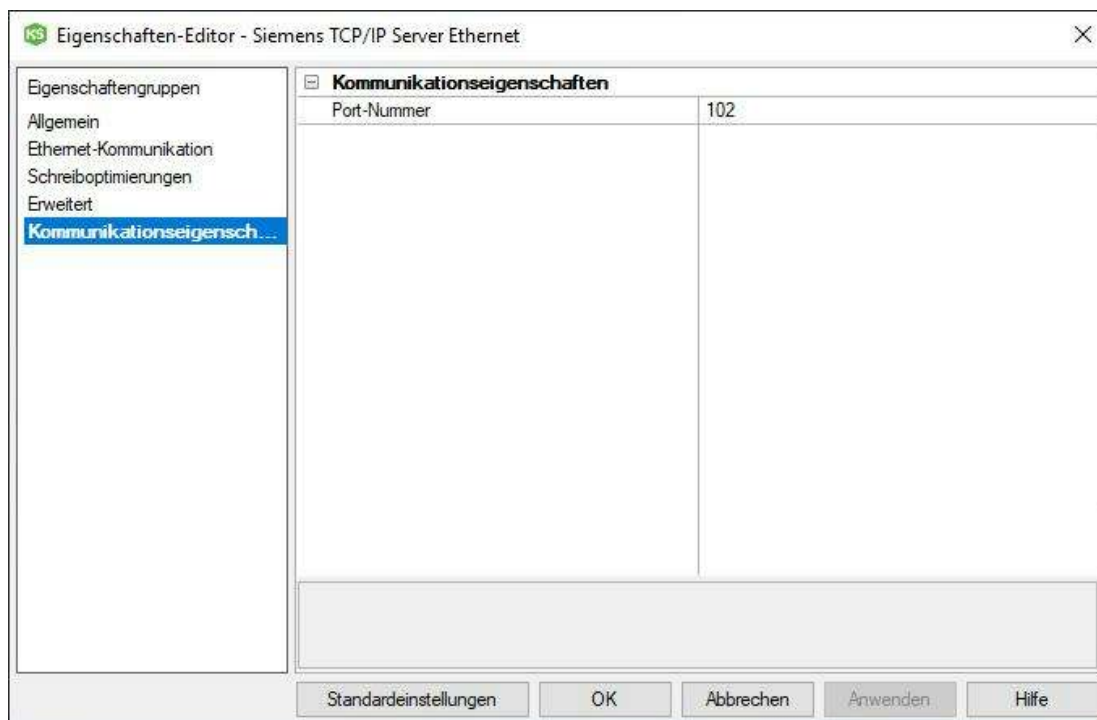 KS Eigenschaften-Editor - Siemens TCP/IP Server Ethernet
Eigenschaftengruppen
Allgemein
Ethernet-Kommunikation
Schreiboptimierungen
Erweitert
Kommunikationseigensch...
Kommunikationseigenschaften
Port-Nummer 102
Standardeinstellungen OK Abbrechen Anwenden Hilfe